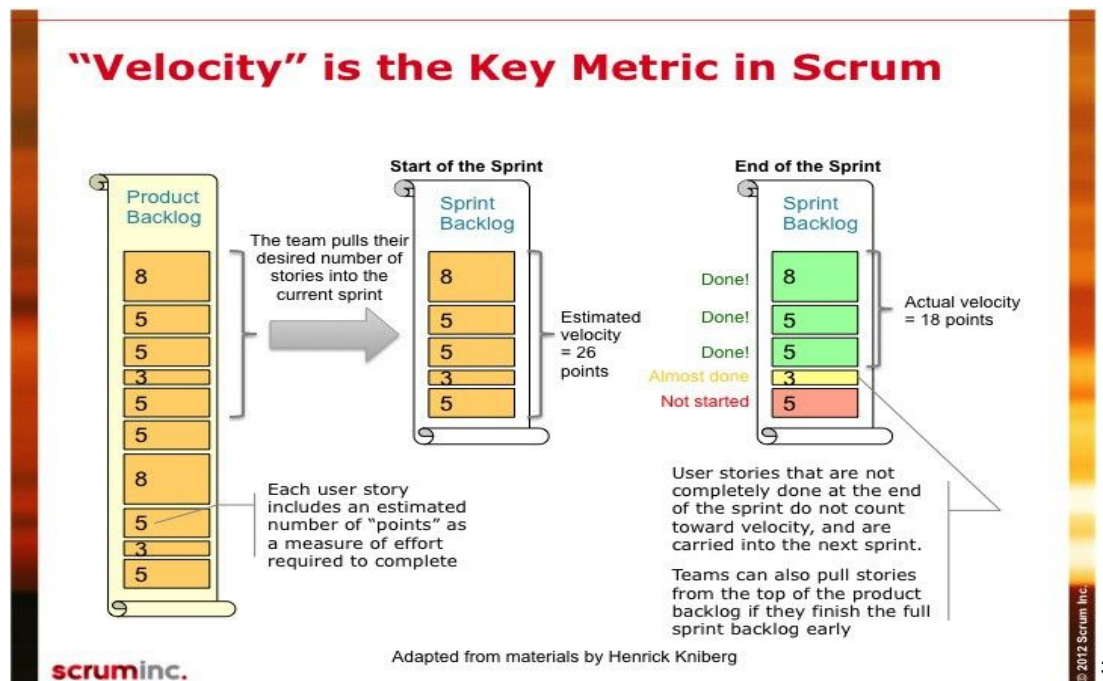 “Velocity” is the Key Metric in Scrum
Product
Backlog
8
5
5
3
5
5
8
5
3
5
The team pulls their
desired number of
stories into the
current sprint
Each user story
includes an estimated
number of “points” as
a measure of effort
required to complete
Start of the Sprint
Sprint
Backlog
8
5
5
3
5
Estimated
velocity
= 26
points
End of the Sprint
Sprint
Backlog
Done! 8
Done! 5
Done! 5
Almost done 3
Not started 5
Actual velocity
= 18 points
User stories that are not
completely done at the end
of the sprint do not count
toward velocity, and are
carried into the next sprint.
Teams can also pull stories
from the top of the product
backlog if they finish the full
sprint backlog early
Adapted from materials by Henrick Kniberg
scruminc.
© 2012 Scrum Inc.